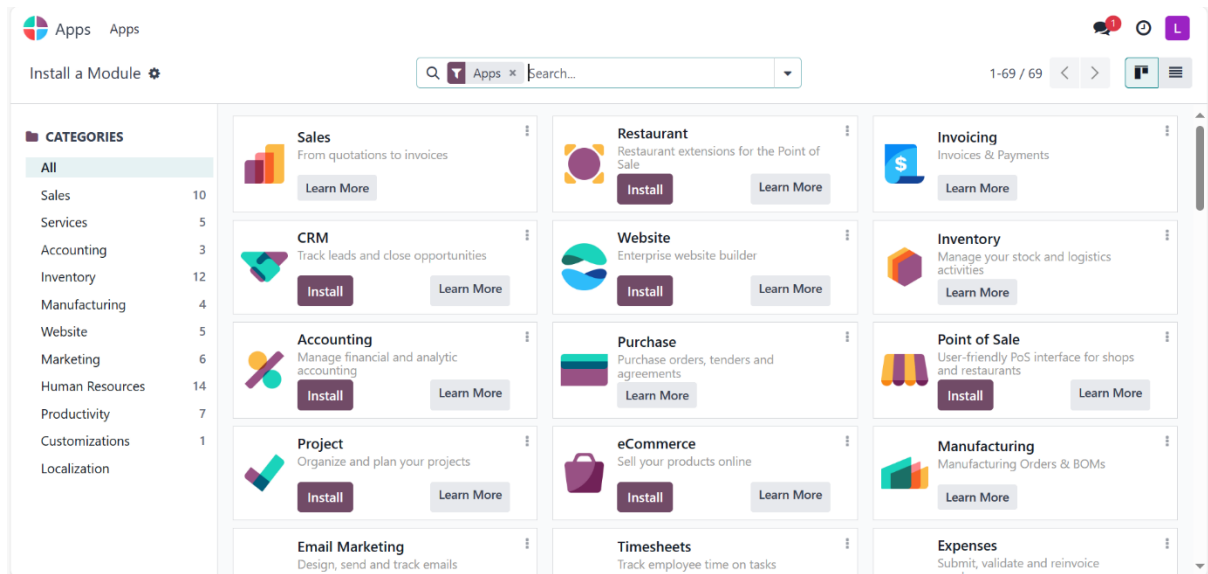 Apps Apps 1 L
Install a Module Apps × Search... 1-69 / 69
CATEGORIES
All
Sales 10
Services 5
Accounting 3
Inventory 12
Manufacturing 4
Website 5
Marketing 6
Human Resources 14
Productivity 7
Customizations 1
Localization
Sales
From quotations to invoices
Learn More
Restaurant
Restaurant extensions for the Point of
Sale
Install Learn More
Invoicing
Invoices & Payments
Learn More
CRM
Track leads and close opportunities
Install Learn More
Website
Enterprise website builder
Install Learn More
Inventory
Manage your stock and logistics
activities
Learn More
Accounting
Manage financial and analytic
accounting
Install Learn More
Purchase
Purchase orders, tenders and
agreements
Learn More
Point of Sale
User-friendly PoS interface for shops
and restaurants
Install Learn More
Project
Organize and plan your projects
Install Learn More
eCommerce
Sell your products online
Install Learn More
Manufacturing
Manufacturing Orders & BOMs
Learn More
Email Marketing
Design, send and track emails
Timesheets
Track employee time on tasks
Expenses
Submit, validate and reinvoice